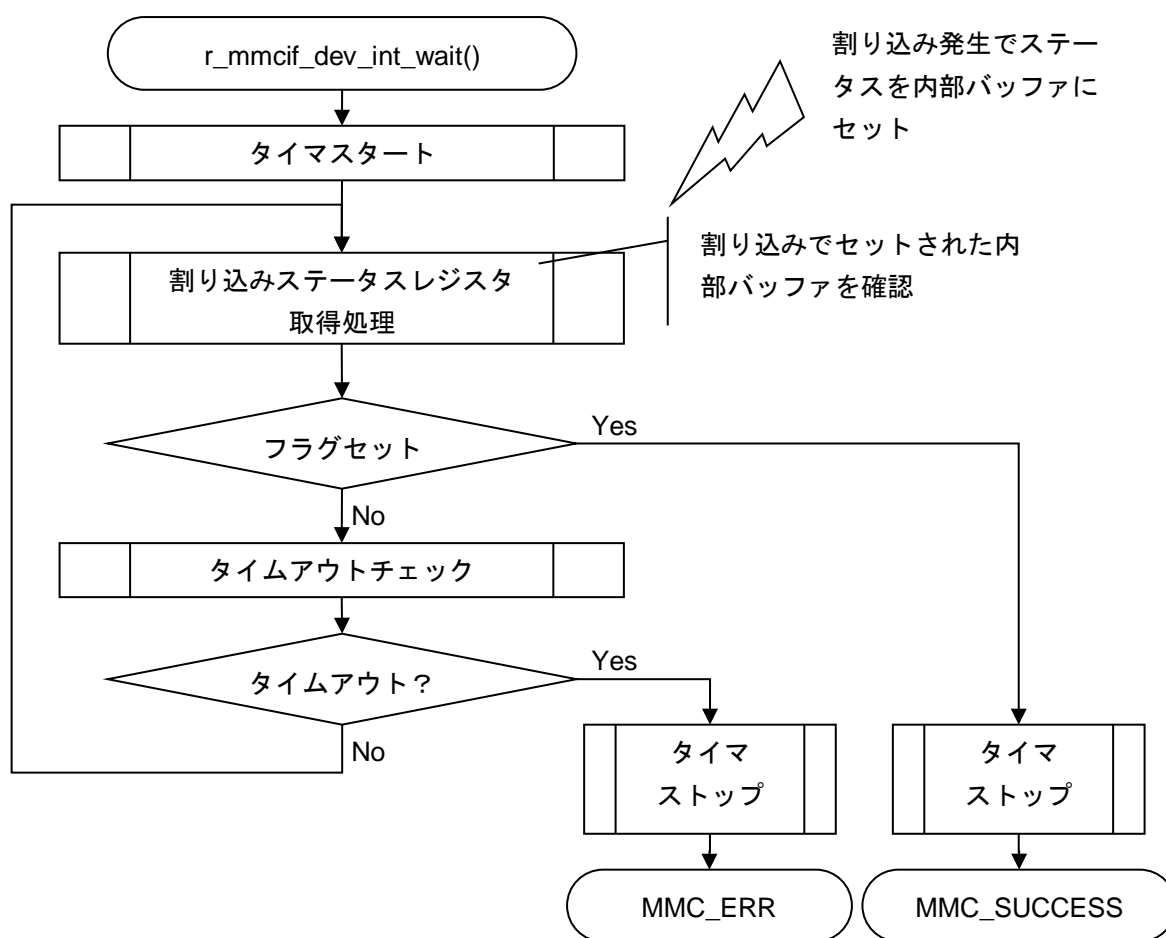 r_mmcif_dev_int_wait()
割り込み発生でステー
タスを内部バッファに
セット
タイマスタート
割り込みステータスレジスタ
取得処理
割り込みでセットされた内
部バッファを確認
フラグセット
Yes
No
タイムアウトチェック
タイムアウト?
Yes
No
タイマ
ストップ
タイマ
ストップ
MMC_ERR
MMC_SUCCESS